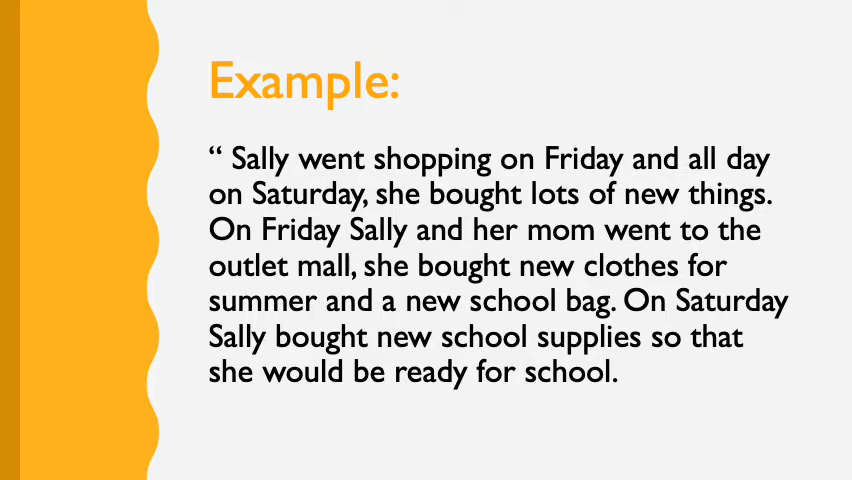 Example:
“ Sally went shopping on Friday and all day
on Saturday, she bought lots of new things.
On Friday Sally and her mom went to the
outlet mall, she bought new clothes for
summer and a new school bag. On Saturday
Sally bought new school supplies so that
she would be ready for school.